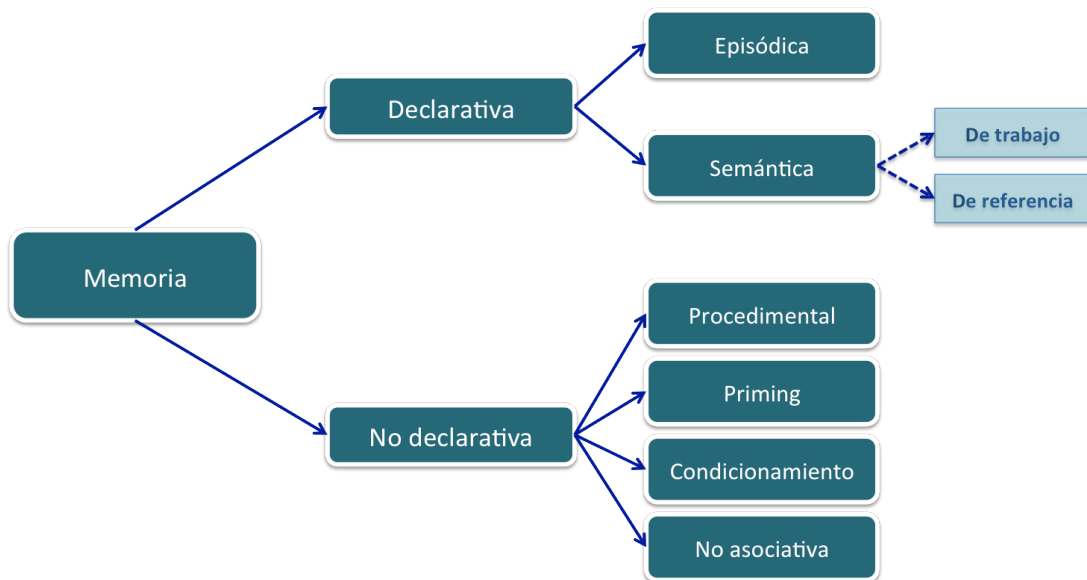 Memoria
Declarativa
Episódica
Semántica
De trabajo
De referencia
No declarativa
Procedimental
Priming
Condicionamiento
No asociativa